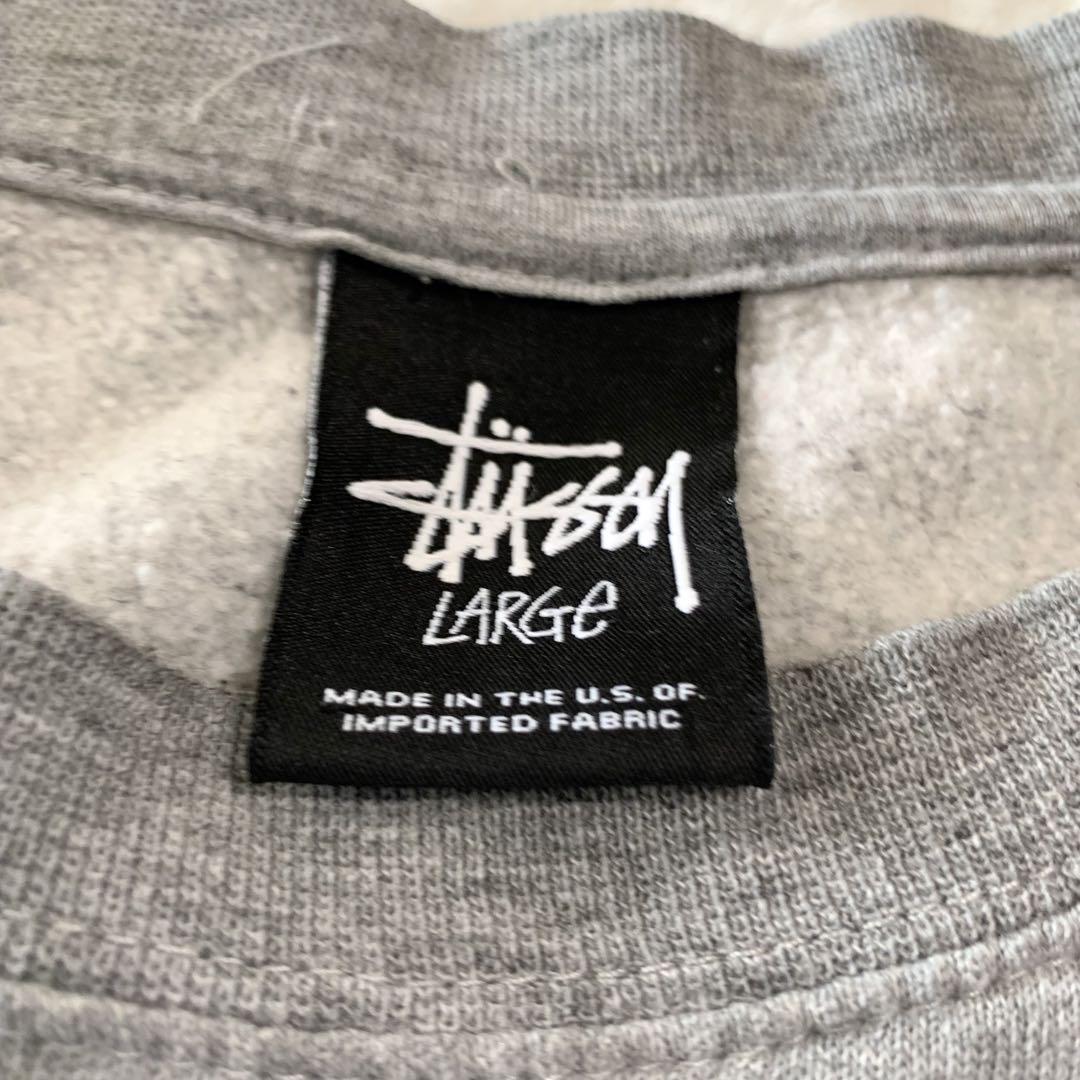 Stüssy
LARGe
MADE IN THE U.S. OF.
IMPORTED FABRIC